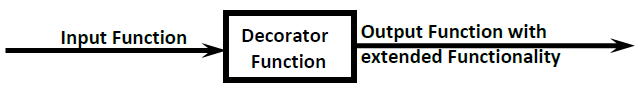 Input Function
Decorator
Function
Output Function with
extended Functionality